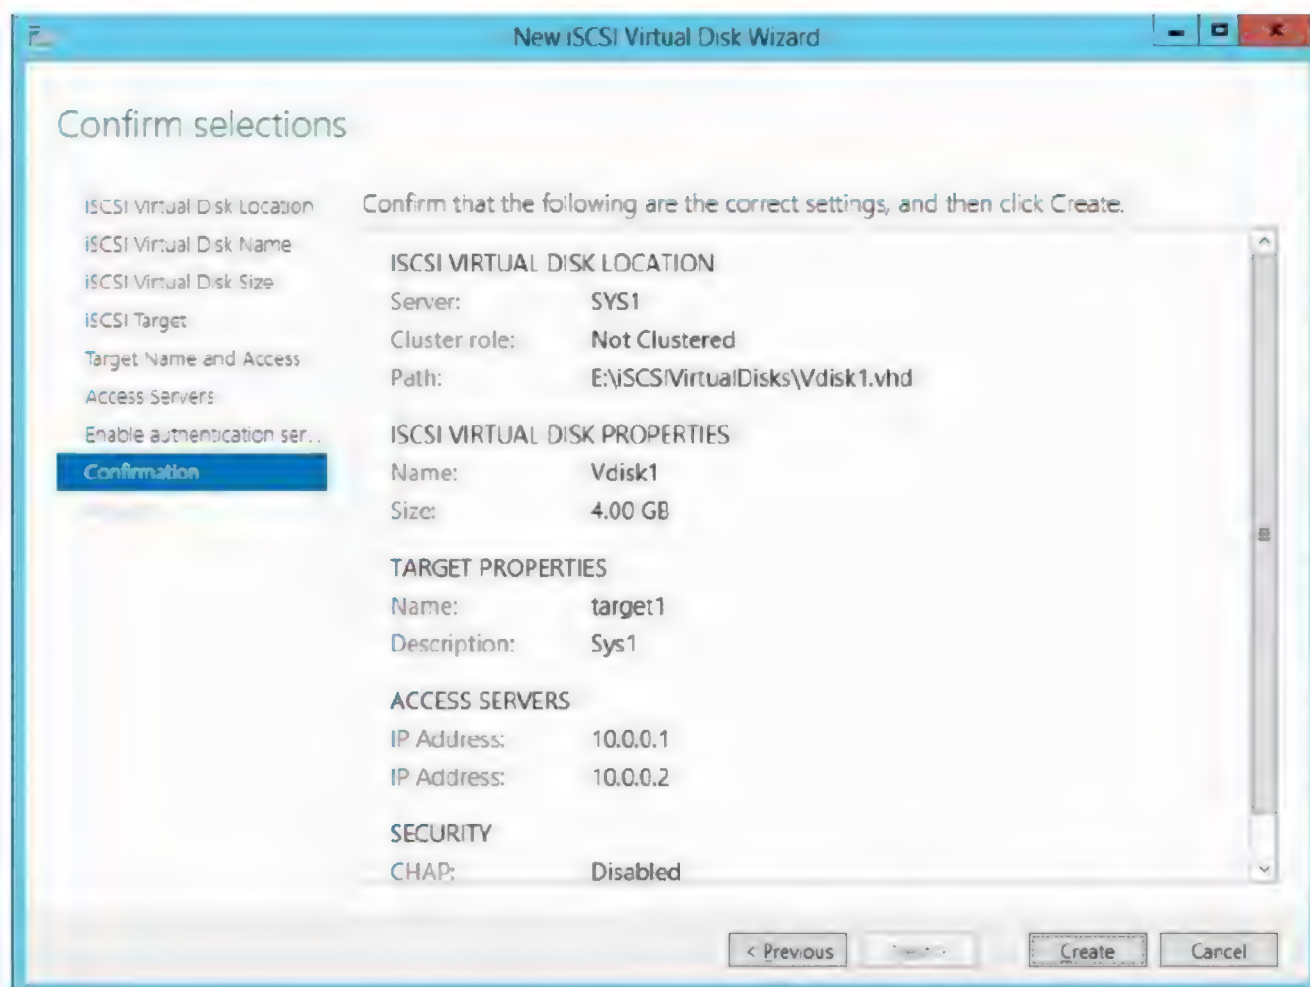 New iSCSI Virtual Disk Wizard
Confirm selections
iSCSI Virtual Disk Location
iSCSI Virtual Disk Name
iSCSI Virtual Disk Size
iSCSI Target
Target Name and Access
Access Servers
Enable authentication ser...
Confirmation
Confirm that the following are the correct settings, and then click Create.
ISCSI VIRTUAL DISK LOCATION
Server: SYS1
Cluster role: Not Clustered
Path: E:\iSCSIVirtualDisks\Vdisk1.vhd
ISCSI VIRTUAL DISK PROPERTIES
Name: Vdisk1
Size: 4.00 GB
TARGET PROPERTIES
Name: target1
Description: Sys1
ACCESS SERVERS
IP Address: 10.0.0.1
IP Address: 10.0.0.2
SECURITY
CHAP: Disabled
< Previous Create Cancel